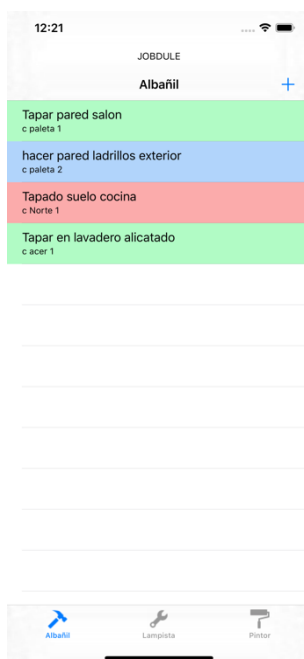 12:21
JOBDULE
Albañil
Tapar pared salon
c paleta 1
hacer pared ladrillos exterior
c paleta 2
Tapado suelo cocina
c Norte 1
Tapar en lavadero alicatado
c acer 1
Albañil Lampista Pintor